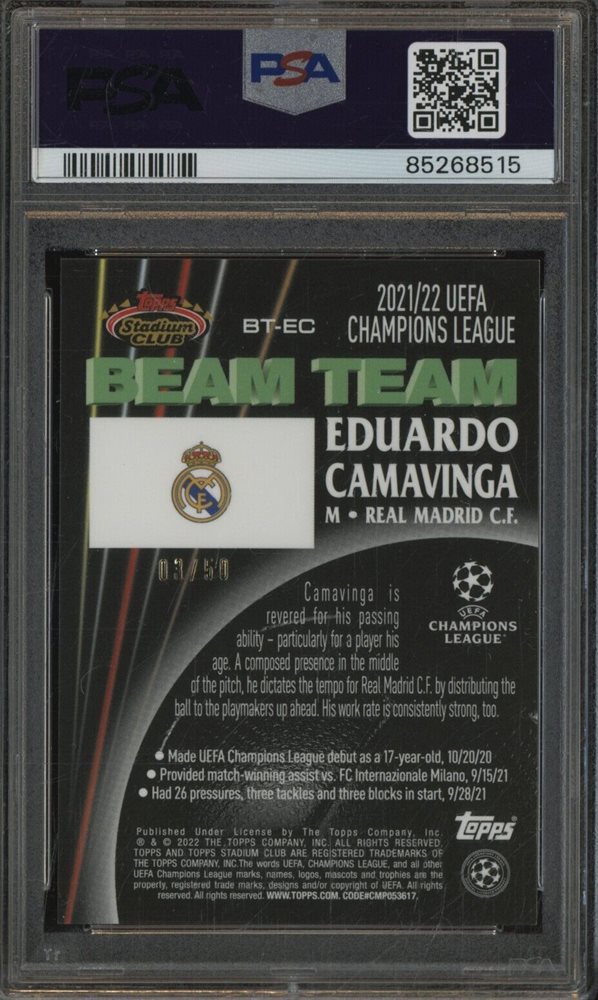 PSA
PSA
85268515
Topps
Stadium
CLUB
BT-EC
2021/22 UEFA
CHAMPIONS LEAGUE
BEAM TEAM
EDUARDO
CAMAVINGA
M • REAL MADRID C.F.
03/50
Camavinga is
revered for his passing
ability – particularly for a player his
age. A composed presence in the middle
of the pitch, he dictates the tempo for Real Madrid C.F. by distributing the
ball to the playmakers up ahead. His work rate is consistently strong, too.
UEFA
CHAMPIONS
LEAGUE
• Made UEFA Champions League debut as a 17-year-old, 10/20/20
• Provided match-winning assist vs. FC Internazionale Milano, 9/15/21
• Had 26 pressures, three tackles and three blocks in start, 9/28/21
Topps
Published Under License by The Topps Company, Inc.
® & © 2022 THE TOPPS COMPANY, INC. ALL RIGHTS RESERVED.
TOPPS AND TOPPS STADIUM CLUB ARE REGISTERED TRADEMARKS OF
THE TOPPS COMPANY, INC.The words UEFA, CHAMPIONS LEAGUE, and all other
UEFA Champions League marks, names, logos, mascots and trophies are the
property, registered trade marks, designs and/or copyright of UEFA. All rights
reserved. All rights reserved. WWW.TOPPS.COM. CODE#CMP053617.
PSA